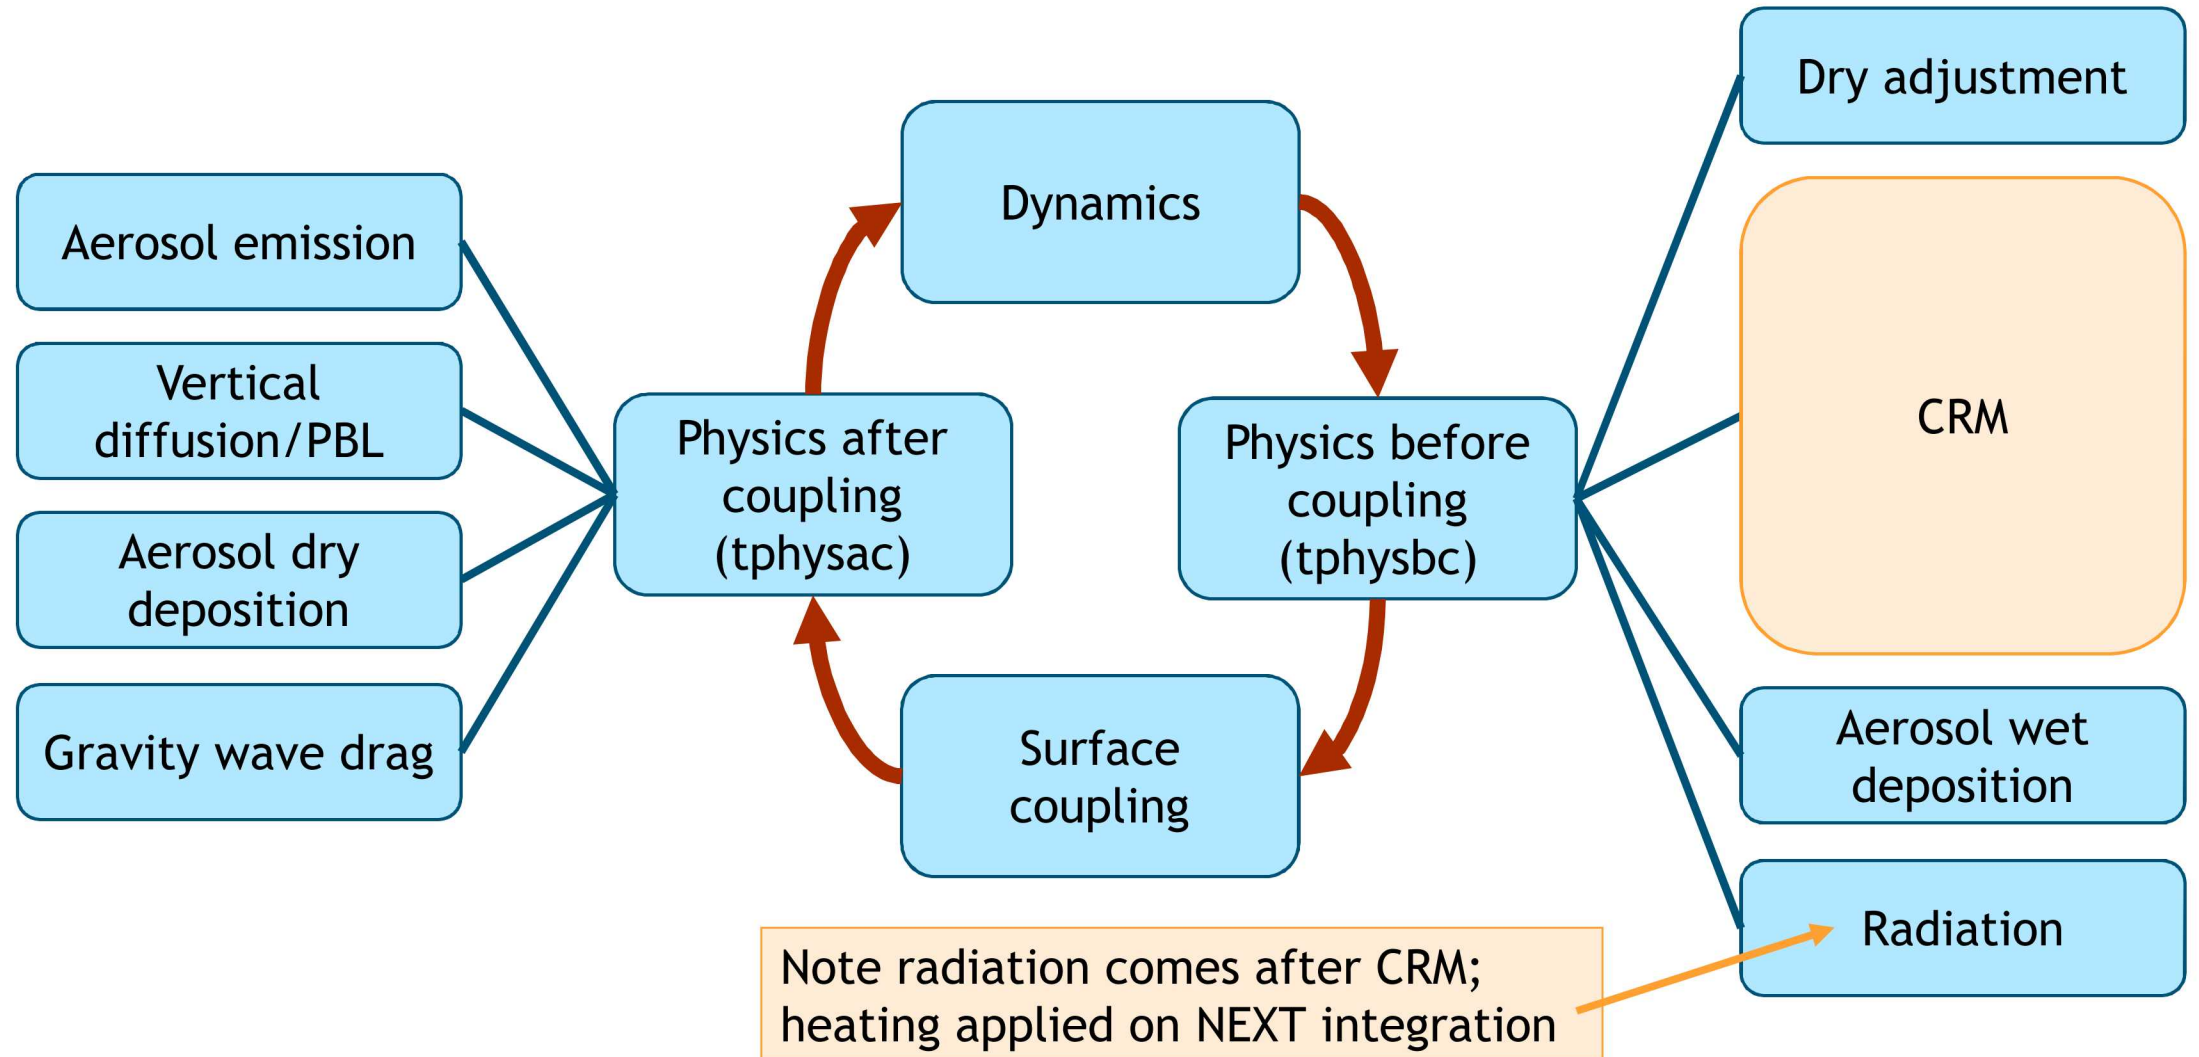 Aerosol emission
Vertical
diffusion/PBL
Aerosol dry
deposition
Gravity wave drag
Physics after
coupling
(tphysac)
Dynamics
Surface
coupling
Physics before
coupling
(tphysbc)
Dry adjustment
CRM
Aerosol wet
deposition
Radiation
Note radiation comes after CRM;
heating applied on NEXT integration